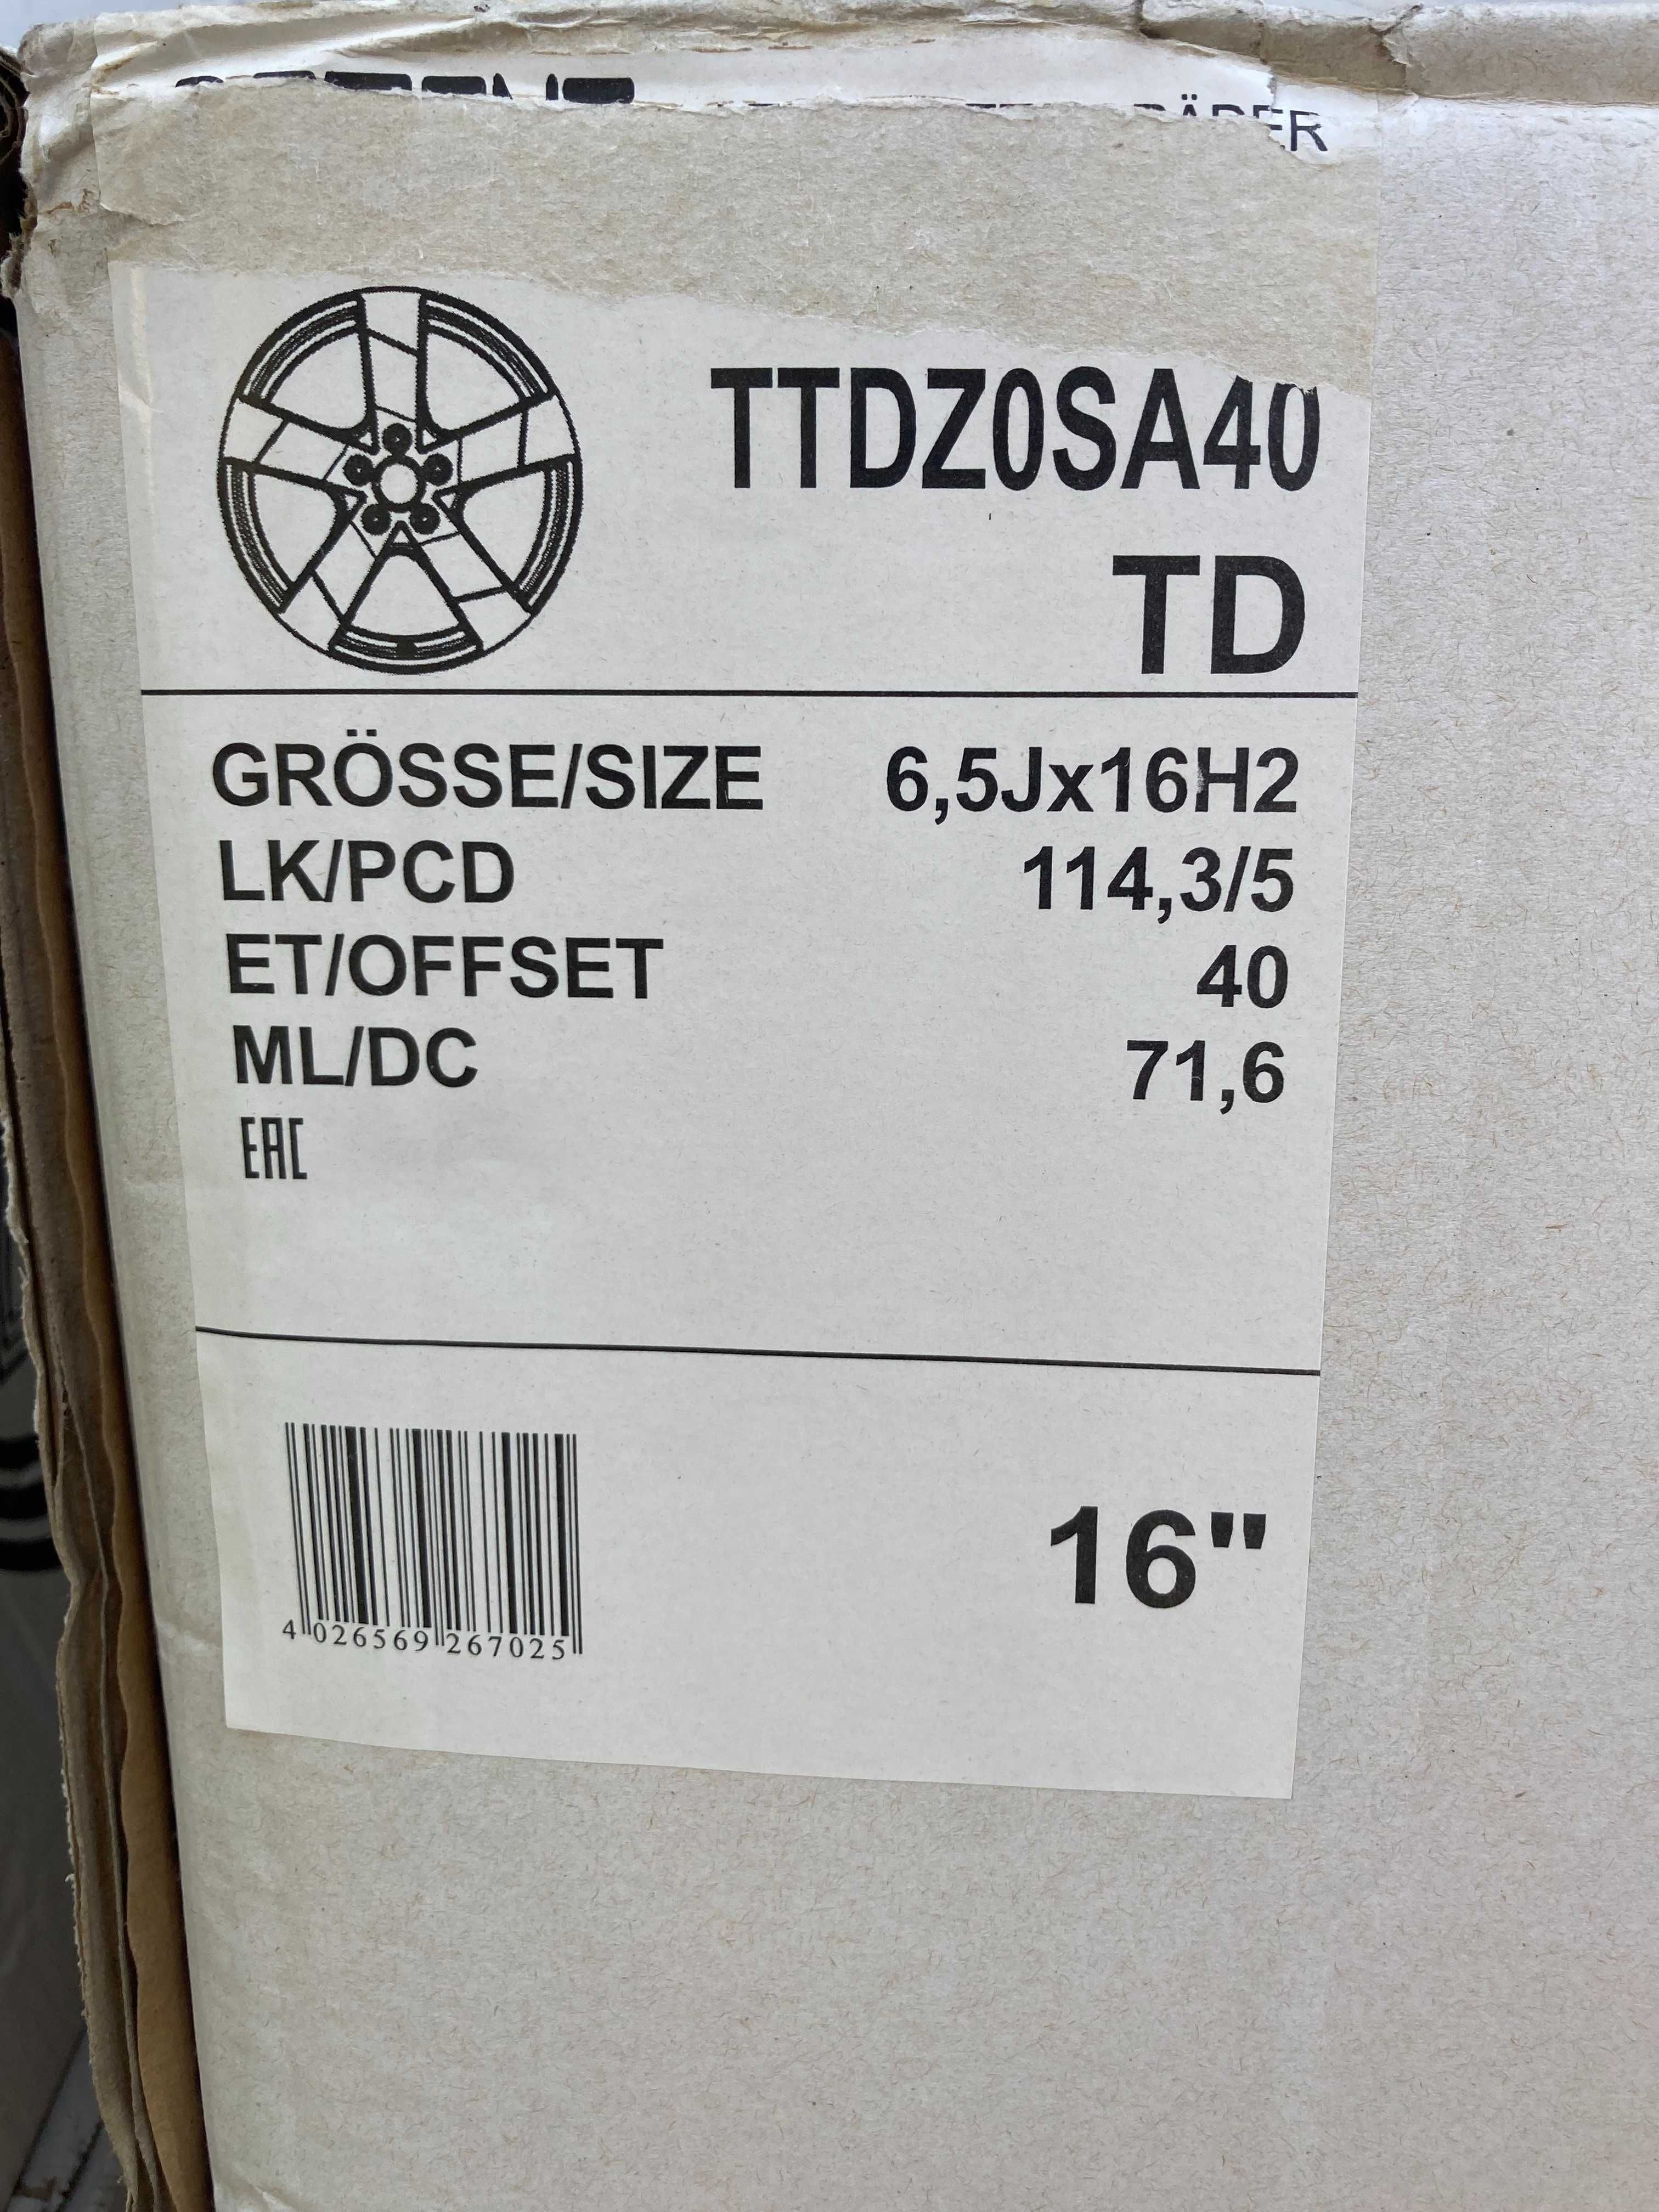 TTDZ0SA40
TD
GRÖSSE/SIZE 6,5Jx16H2
LK/PCD 114,3/5
ET/OFFSET 40
ML/DC 71,6
EAC
16"
4 026569 267025